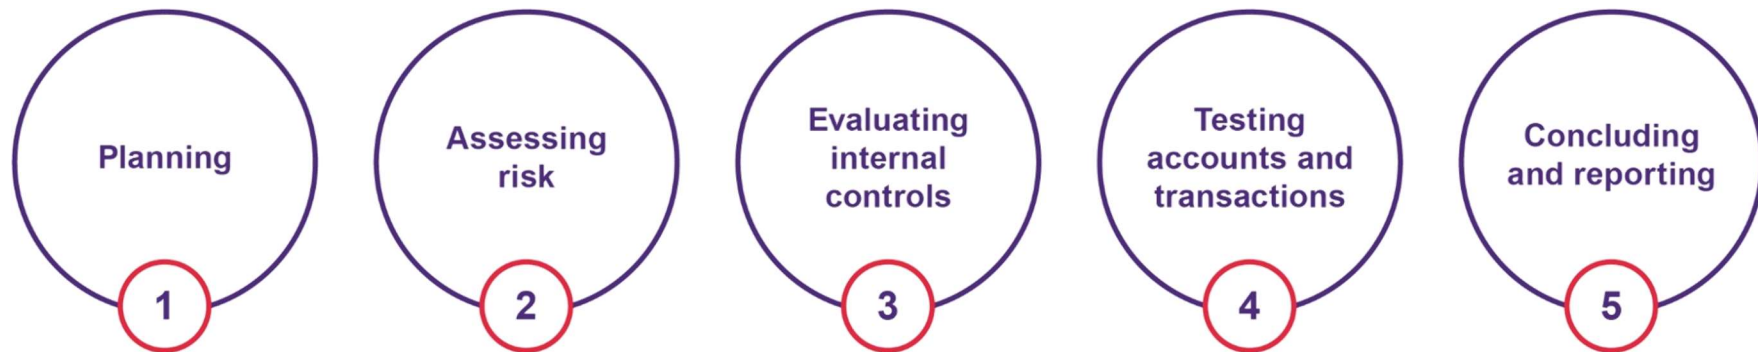 Planning
1
Assessing
risk
2
Evaluating
internal
controls
3
Testing
accounts and
transactions
4
Concluding
and reporting
5